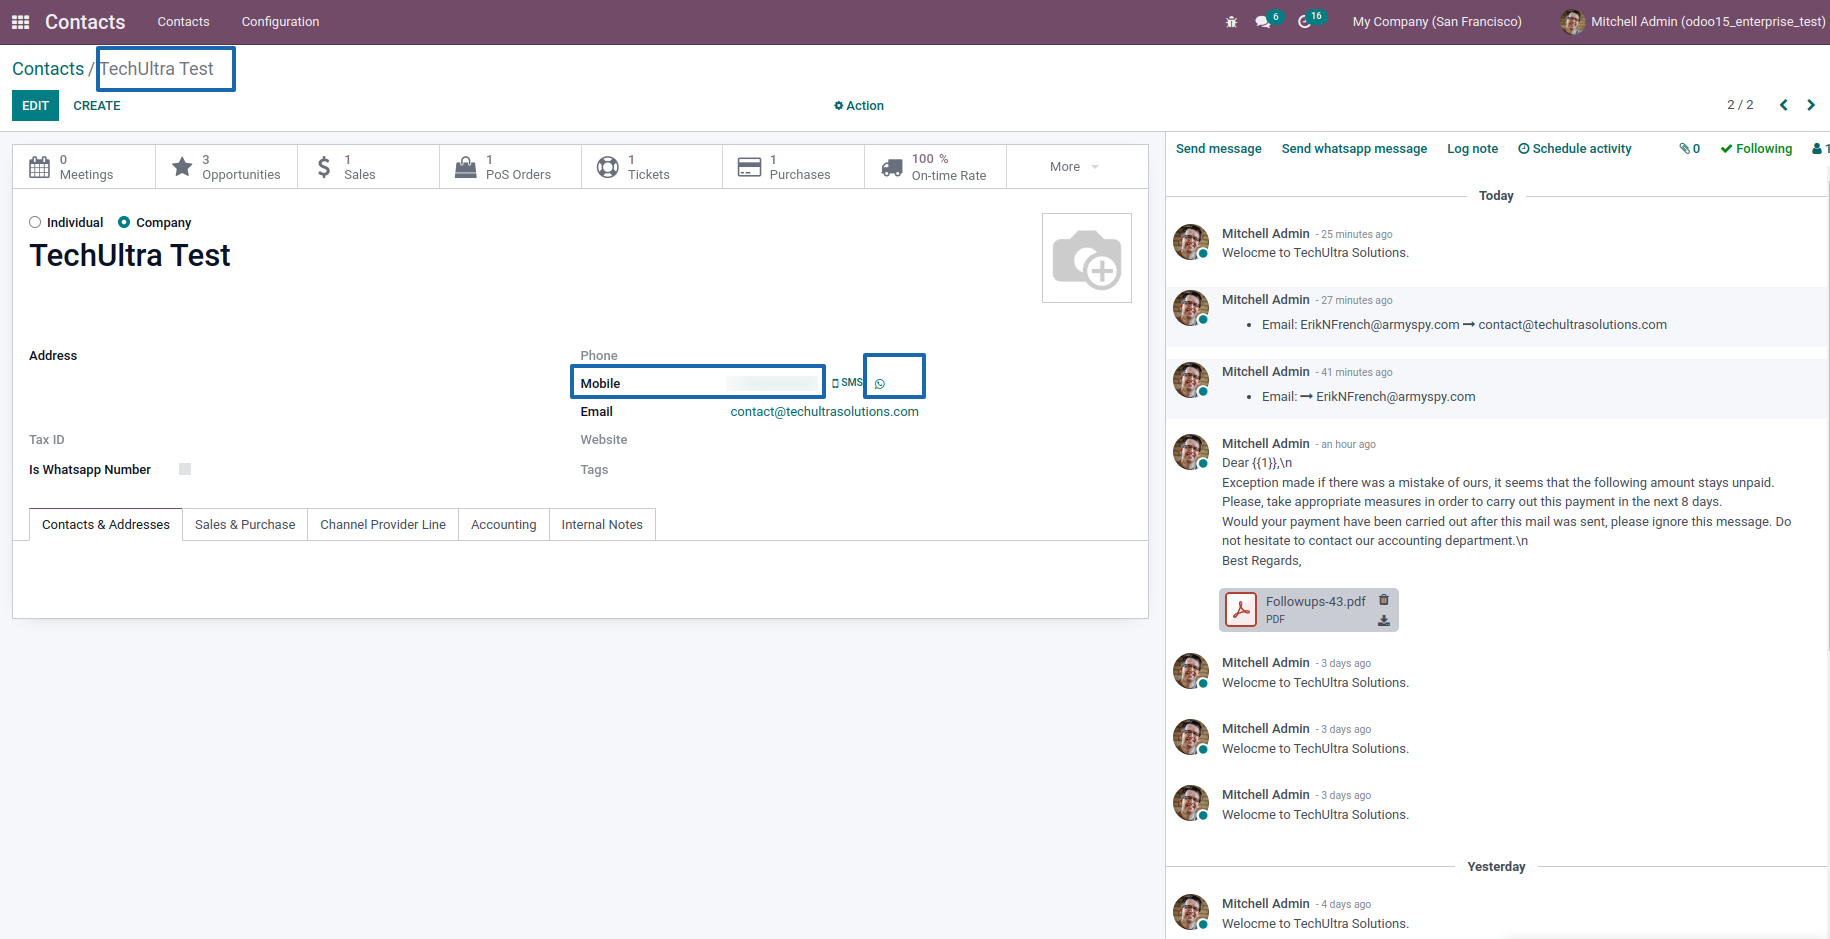 Contacts
Contacts
Configuration
6
16
My Company (San Francisco)
Mitchell Admin (odoo15_enterprise_test)
Contacts / TechUltra Test
EDIT
CREATE
Action
2 / 2
0
Meetings
3
Opportunities
1
Sales
1
PoS Orders
1
Tickets
1
Purchases
100 %
On-time Rate
More
Individual
Company
TechUltra Test
Address
Phone
Mobile
SMS
Email
contact@techultrasolutions.com
Tax ID
Website
Is Whatsapp Number
Tags
Contacts & Addresses
Sales & Purchase
Channel Provider Line
Accounting
Internal Notes
Send message
Send whatsapp message
Log note
Schedule activity
0
Following
1
Today
Mitchell Admin - 25 minutes ago
Welocme to TechUltra Solutions.
Mitchell Admin - 27 minutes ago
Email: ErikNFrench@armyspy.com → contact@techultrasolutions.com
Mitchell Admin - 41 minutes ago
Email: → ErikNFrench@armyspy.com
Mitchell Admin - an hour ago
Dear {{1}},\n
Exception made if there was a mistake of ours, it seems that the following amount stays unpaid.
Please, take appropriate measures in order to carry out this payment in the next 8 days.
Would your payment have been carried out after this mail was sent, please ignore this message. Do
not hesitate to contact our accounting department.\n
Best Regards,
Followups-43.pdf
PDF
Mitchell Admin - 3 days ago
Welocme to TechUltra Solutions.
Mitchell Admin - 3 days ago
Welocme to TechUltra Solutions.
Mitchell Admin - 3 days ago
Welocme to TechUltra Solutions.
Yesterday
Mitchell Admin - 4 days ago
Welocme to TechUltra Solutions.